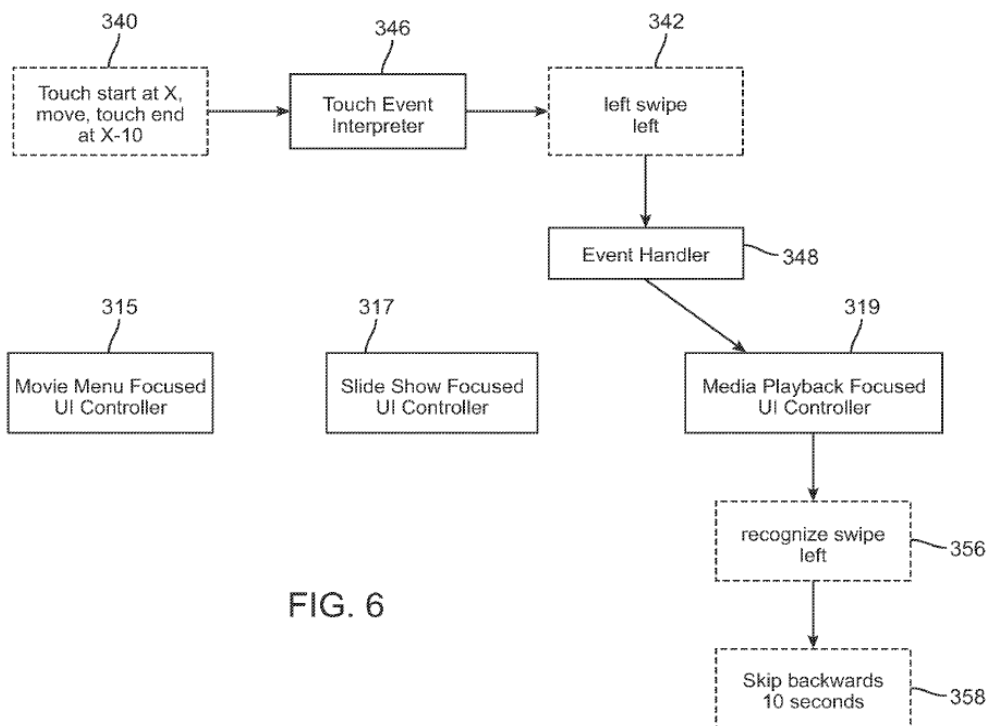 340
346
342
Touch start at X,
move, touch end
at X-10
Touch Event
Interpreter
left swipe
left
Event Handler
348
315
317
319
Movie Menu Focused
UI Controller
Slide Show Focused
UI Controller
Media Playback Focused
UI Controller
recognize swipe
left
356
FIG. 6
Skip backwards
10 seconds
358